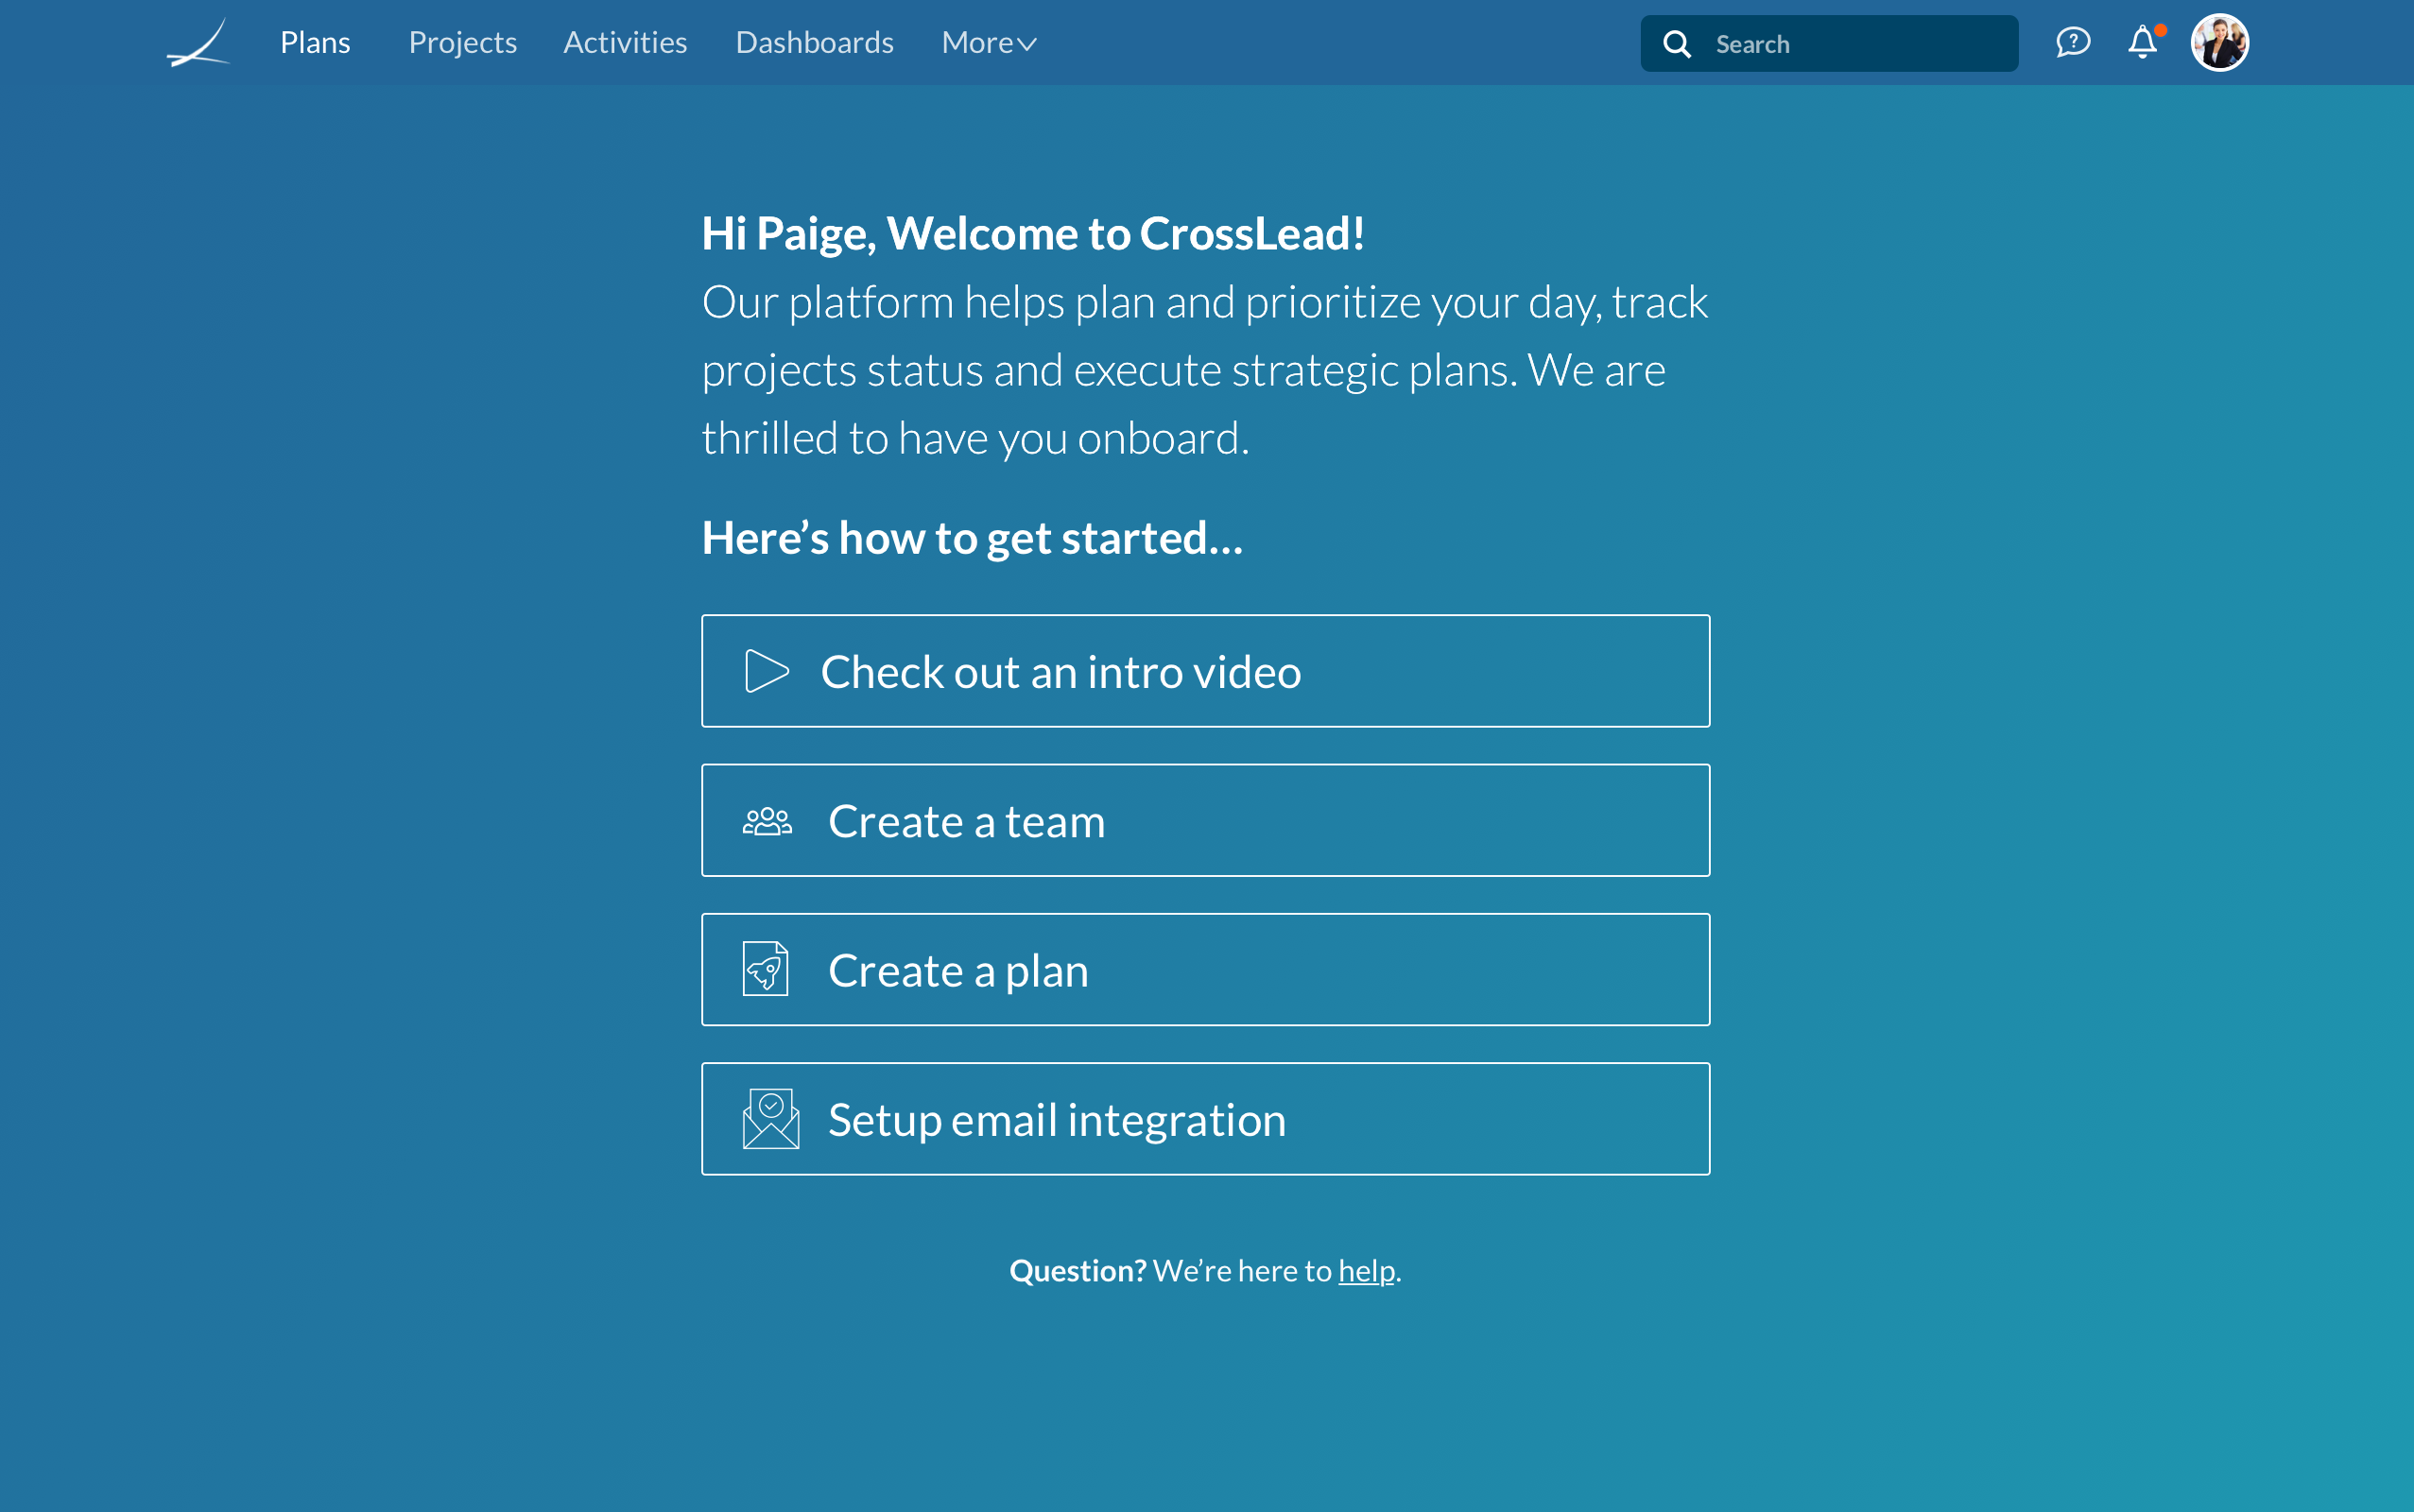 Plans Projects Activities Dashboards More Search
Hi Paige, Welcome to CrossLead!
Our platform helps plan and prioritize your day, track
projects status and execute strategic plans. We are
thrilled to have you onboard.
Here’s how to get started...
Check out an intro video
Create a team
Create a plan
Setup email integration
Question? We’re here to help.